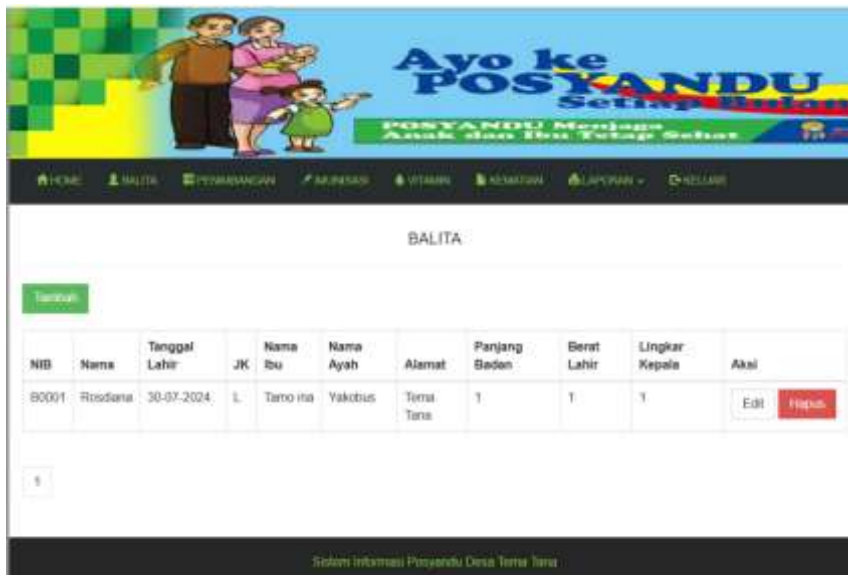 Ayo ke
POSYANDU
Setiap Bulan
POSYANDU Menjaga
Anak dan Ibu Tetap Sehat
HOME BALITA PENIMBANGAN IMUNISASI VITAMIN KEMATIAN LAPORAN KELUAR
BALITA
Tambah
NIB Nama Tanggal Lahir JK Nama Ibu Nama Ayah Alamat Panjang Badan Berat Lahir Lingkar Kepala Aksi
B0001 Rosdiana 30-07-2024 L Tamo ina Yakobus Tema Tana 1 1 1 Edit Hapus
1
Sistem Informasi Posyandu Desa Tema Tana